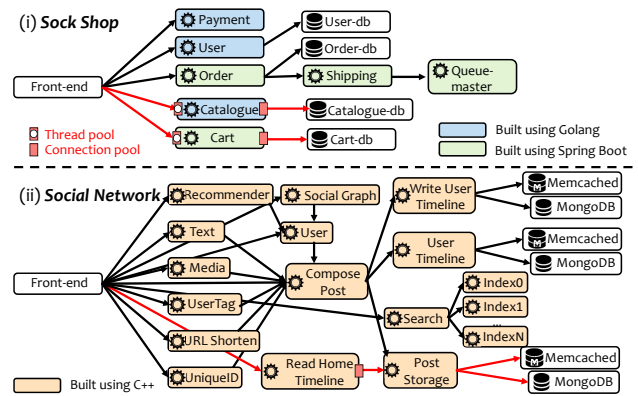 (i) Sock Shop
Payment
User
User-db
Order-db
Order
Shipping
Queue-
master
Front-end
Catalogue
Catalogue-db
Cart
Cart-db
Thread pool
Connection pool
Built using Golang
Built using Spring Boot
(ii) Social Network
Recommender
Social Graph
Write User
Timeline
Memcached
MongoDB
Text
User
User
Timeline
Memcached
MongoDB
Media
Compose
Post
Front-end
UserTag
Search
Index0
Index1
...
IndexN
URL Shorten
Read Home
Timeline
Post
Storage
Memcached
MongoDB
UniqueID
Built using C++